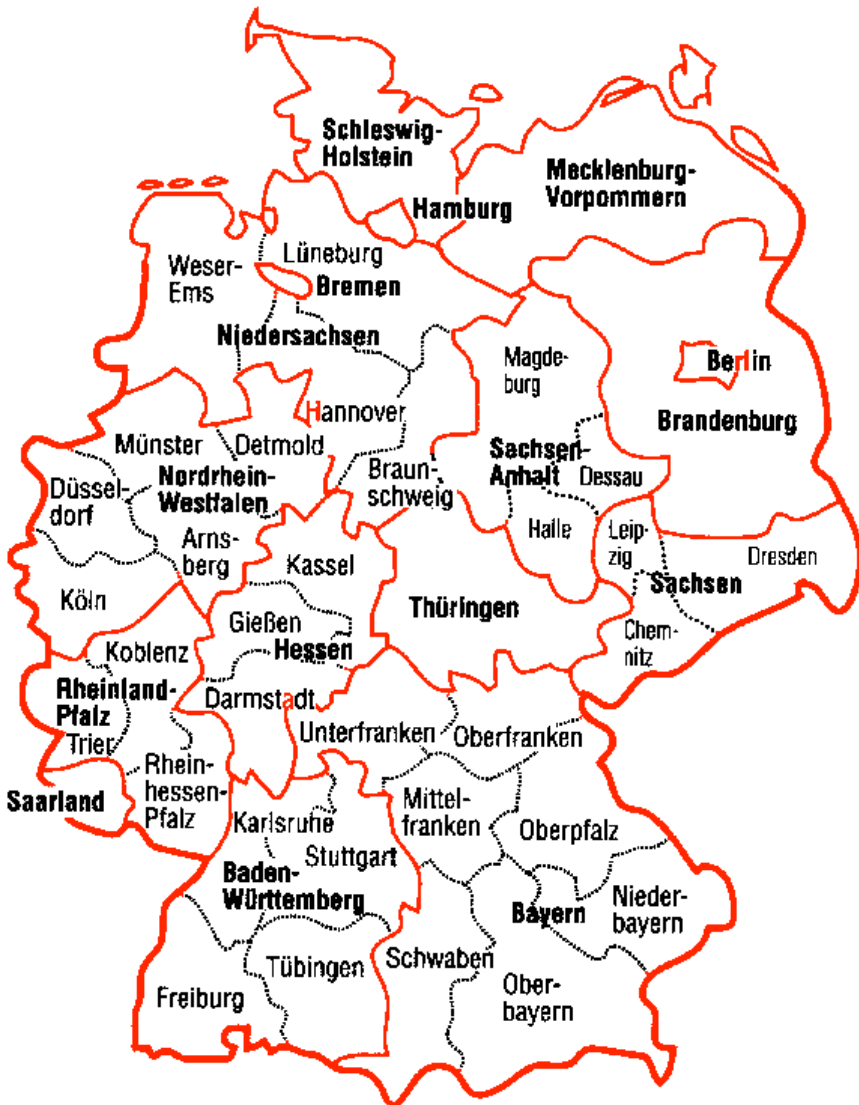 Schleswig-
Holstein
Mecklenburg-
Vorpommern
Hamburg
Weser-
Ems
Lüneburg
Bremen
Niedersachsen
Hannover
Braun-
schweig
Magde-
burg
Berlin
Brandenburg
Sachsen-
Anhalt
Dessau
Halle
Münster
Detmold
Nordrhein-
Westfalen
Düssel-
dorf
Arns-
berg
Köln
Kassel
Gießen
Hessen
Darmstadt
Thüringen
Leip-
zig
Dresden
Sachsen
Chem-
nitz
Koblenz
Rheinland-
Pfalz
Trier
Rhein-
hessen-
Pfalz
Saarland
Unterfranken
Oberfranken
Mittel-
franken
Oberpfalz
Karlsruhe
Stuttgart
Baden-
Württemberg
Bayern
Nieder-
bayern
Freiburg
Tübingen
Schwaben
Ober-
bayern